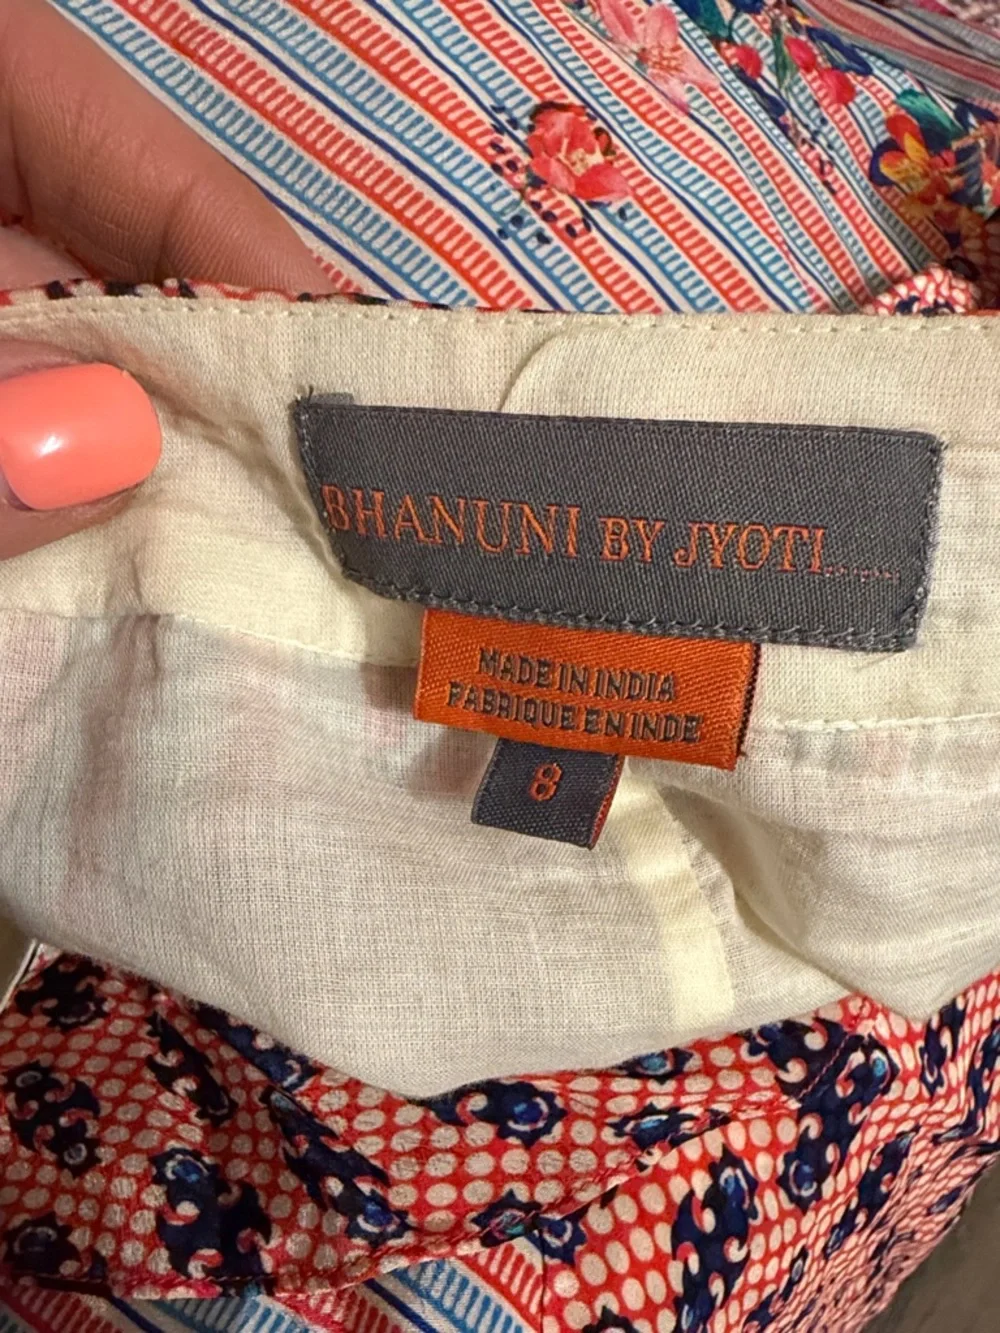 BHANUNI BY JYOTI.......
MADE IN INDIA
FABRIQUE EN INDE
8